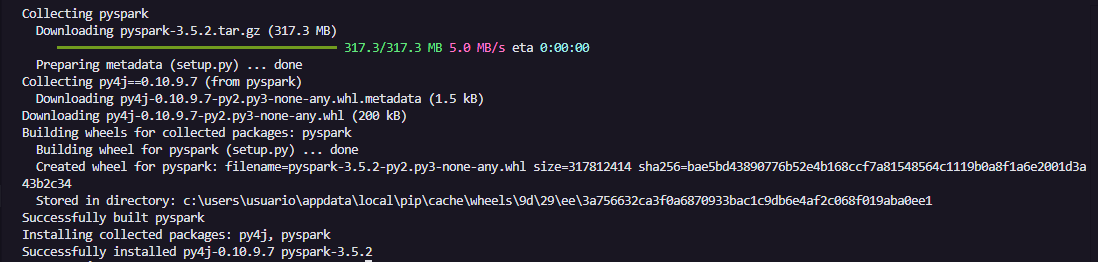 Collecting pyspark
Downloading pyspark-3.5.2.tar.gz (317.3 MB)
317.3/317.3 MB 5.0 MB/s eta 0:00:00
Preparing metadata (setup.py) ... done
Collecting py4j==0.10.9.7 (from pyspark)
Downloading py4j-0.10.9.7-py2.py3-none-any.whl.metadata (1.5 kB)
Downloading py4j-0.10.9.7-py2.py3-none-any.whl (200 kB)
Building wheels for collected packages: pyspark
Building wheel for pyspark (setup.py) ... done
Created wheel for pyspark: filename=pyspark-3.5.2-py2.py3-none-any.whl size=317812414 sha256=bae5bd43890776b52e4b168ccf7a81548564c1119b0a8f1a6e2001d3a
43b2c34
Stored in directory: c:\users\usuario\appdata\local\pip\cache\wheels\9d\29\ee\3a756632ca3f0a6870933bac1c9db6e4af2c068f019aba0ee1
Successfully built pyspark
Installing collected packages: py4j, pyspark
Successfully installed py4j-0.10.9.7 pyspark-3.5.2